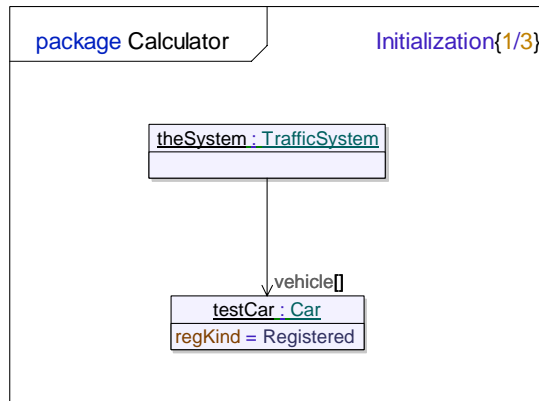 package Calculator
Initialization{1/3}
theSystem : TrafficSystem
vehicle[]
testCar : Car
regKind = Registered